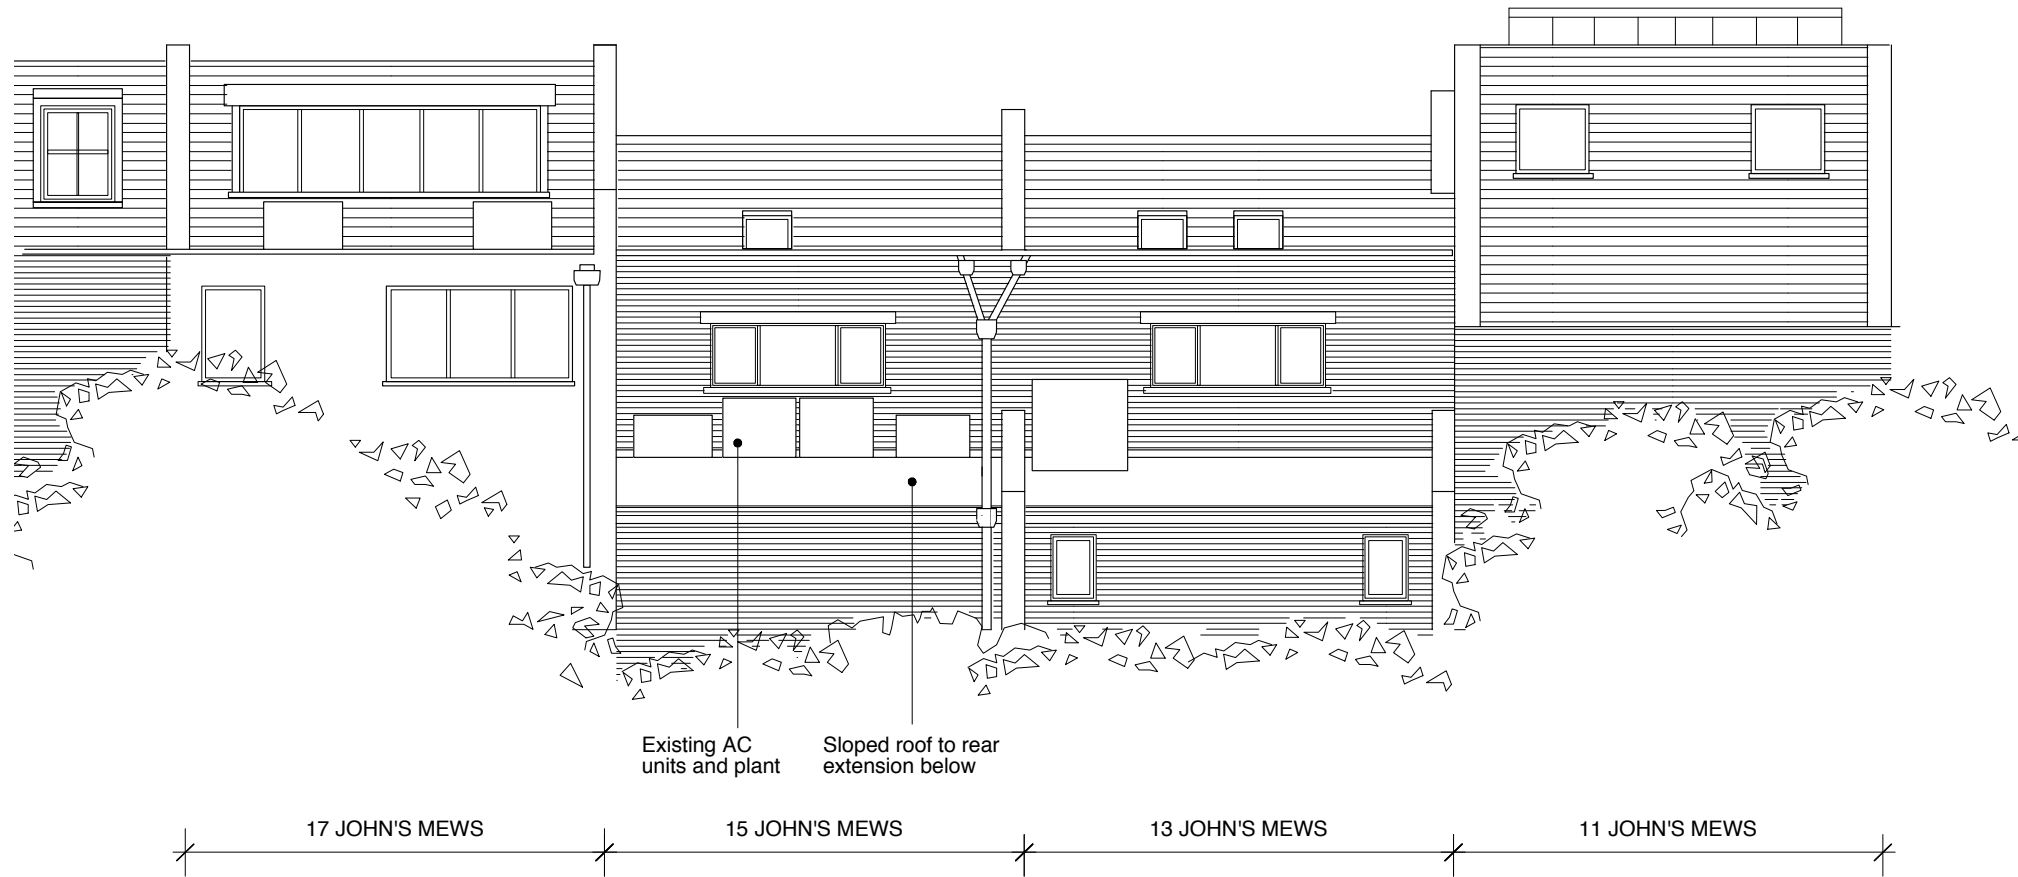 Existing AC
units and plant
Sloped roof to rear
extension below
17 JOHN'S MEWS
15 JOHN'S MEWS
13 JOHN'S MEWS
11 JOHN'S MEWS